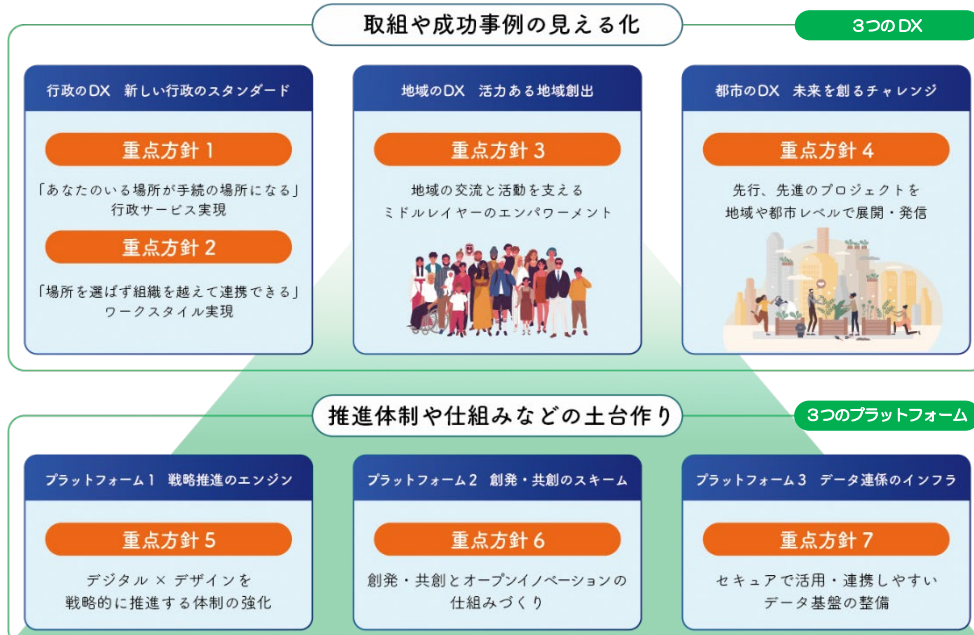 取組や成功事例の見える化
3つのDX
行政のDX 新しい行政のスタンダード
重点方針1
「あなたのいる場所が手続の場所になる」
行政サービス実現
重点方針2
「場所を選ばず組織を越えて連携できる」
ワークスタイル実現
地域のDX 活力ある地域創出
重点方針3
地域の交流と活動を支える
ミドルレイヤーのエンパワーメント
都市のDX 未来を創るチャレンジ
重点方針4
先行、先進のプロジェクトを
地域や都市レベルで展開・発信
推進体制や仕組みなどの土台作り
3つのプラットフォーム
プラットフォーム1 戦略推進のエンジン
重点方針5
デジタル × デザインを
戦略的に推進する体制の強化
プラットフォーム2 創発・共創のスキーム
重点方針6
創発・共創とオープンイノベーションの
仕組みづくり
プラットフォーム3 データ連係のインフラ
重点方針7
セキュアで活用・連携しやすい
データ基盤の整備